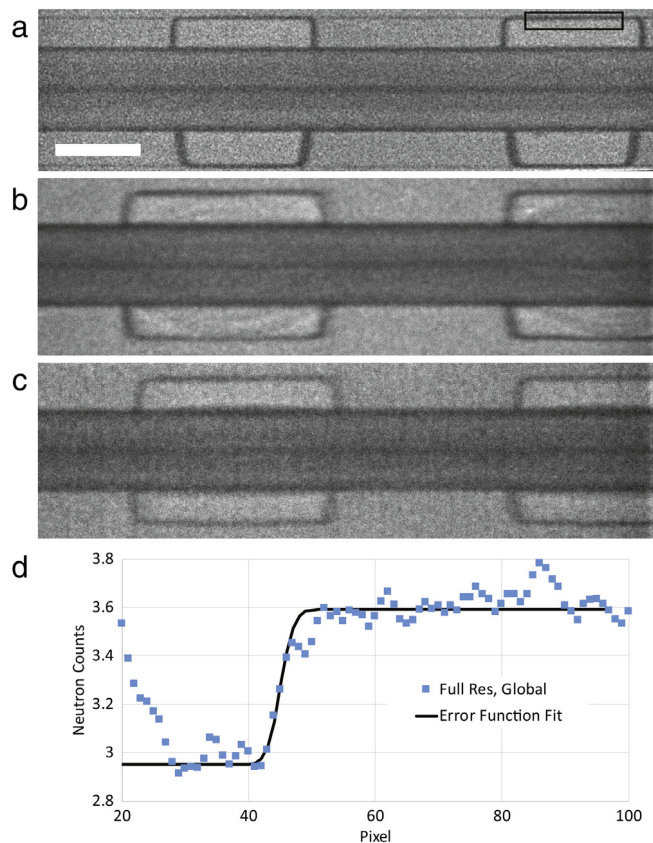 a
b
c
d
3.8
3.6
3.4
3.2
3
2.8
Neutron Counts
Full Res, Global
Error Function Fit
20
40
60
80
100
Pixel